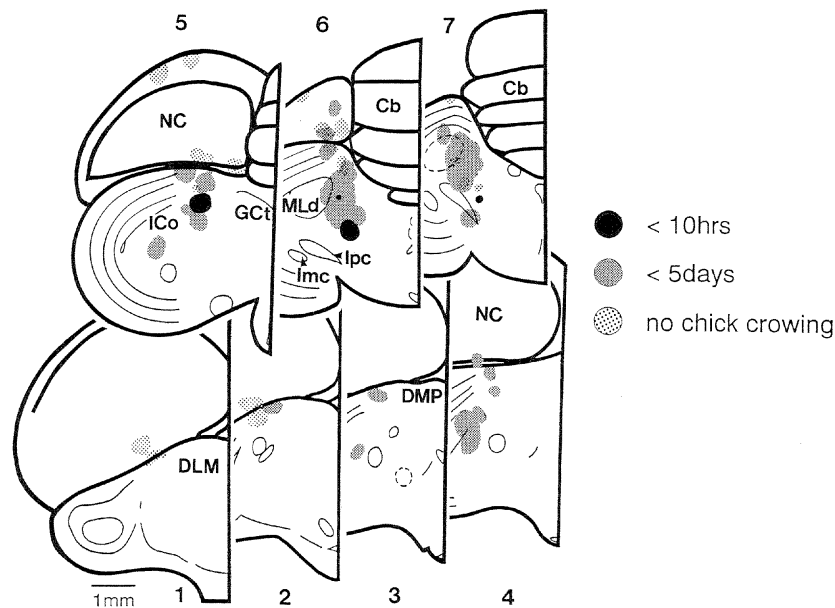 5 6 7
NC Cb Cb
ICo GCt MLd
Imc Ipc
< 10hrs
< 5days
no chick crowing
NC
DMP
DLM
1mm
1 2 3 4